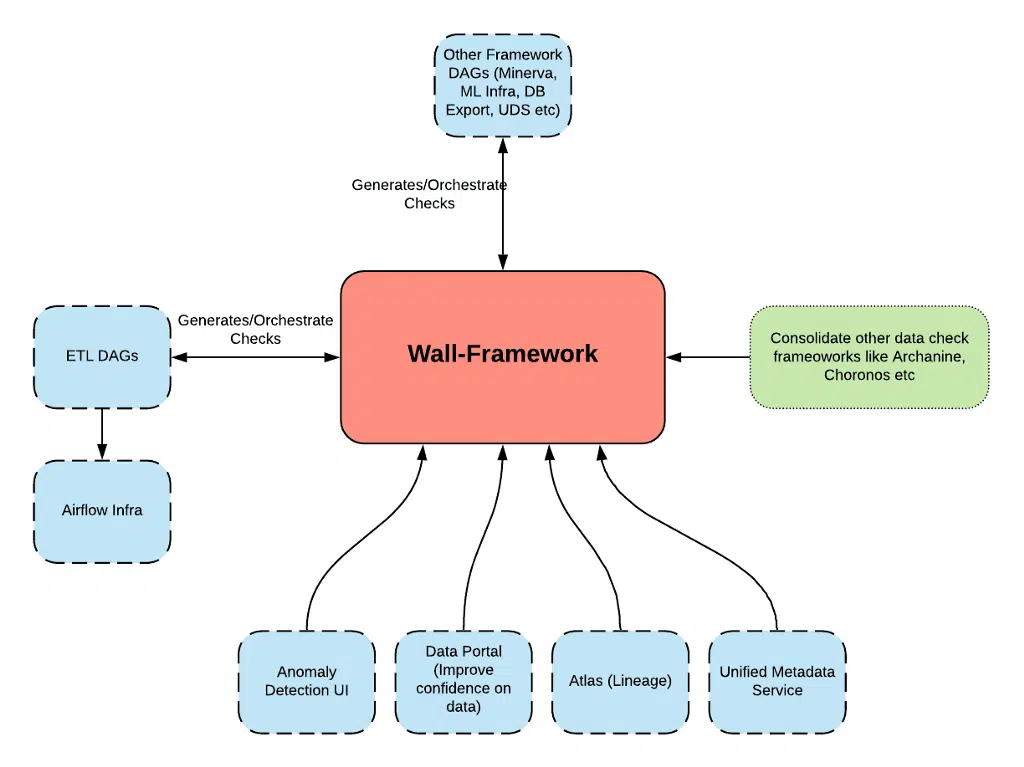 Other Framework
DAGs (Minerva,
ML Infra, DB
Export, UDS etc)
Generates/Orchestrate
Checks
Generates/Orchestrate
Checks
ETL DAGs
Wall-Framework
Consolidate other data check
frameoworks like Archanine,
Choronos etc
Airflow Infra
Anomaly
Detection UI
Data Portal
(Improve
confidence on
data)
Atlas (Lineage)
Unified Metadata
Service